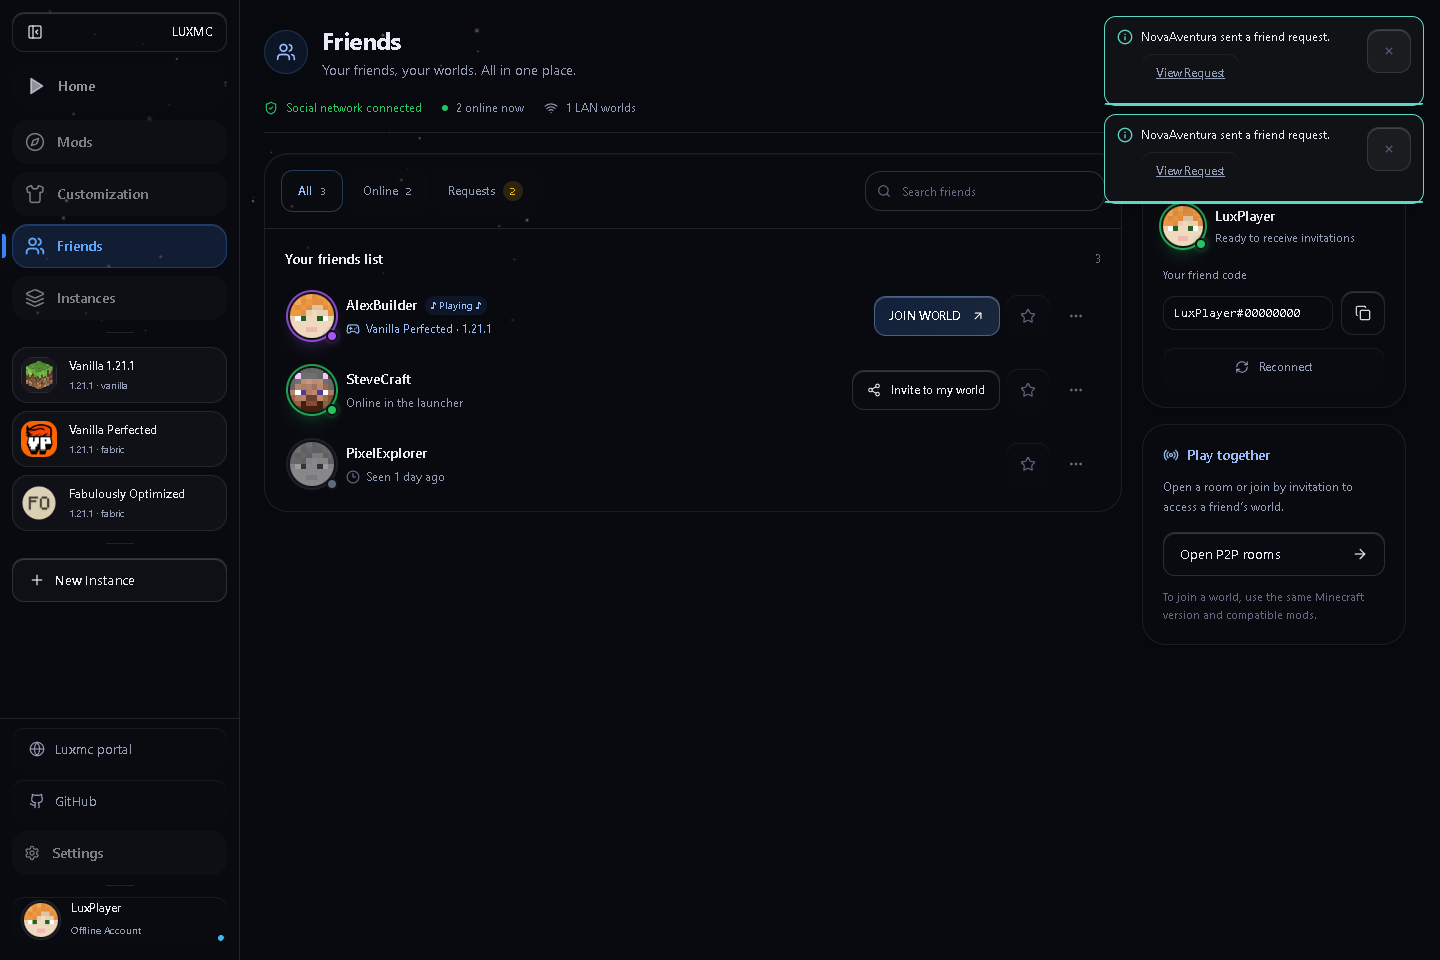 LUXMC
Home
Mods
Customization
Friends
Instances
Vanilla 1.21.1
1.21.1 · vanilla
Vanilla Perfected
1.21.1 · fabric
Fabulously Optimized
1.21.1 · fabric
New Instance
Luxmc portal
GitHub
Settings
LuxPlayer
Offline Account
Friends
Your friends, your worlds. All in one place.
Social network connected
2 online now
1 LAN worlds
All 3
Online 2
Requests 2
Search friends
Your friends list
3
AlexBuilder
♪ Playing ♪
Vanilla Perfected · 1.21.1
JOIN WORLD
SteveCraft
Online in the launcher
Invite to my world
PixelExplorer
Seen 1 day ago
NovaAventura sent a friend request.
View Request
×
NovaAventura sent a friend request.
View Request
×
LuxPlayer
Ready to receive invitations
Your friend code
LuxPlayer#00000000
Reconnect
Play together
Open a room or join by invitation to
access a friend's world.
Open P2P rooms
To join a world, use the same Minecraft
version and compatible mods.
VP
FO